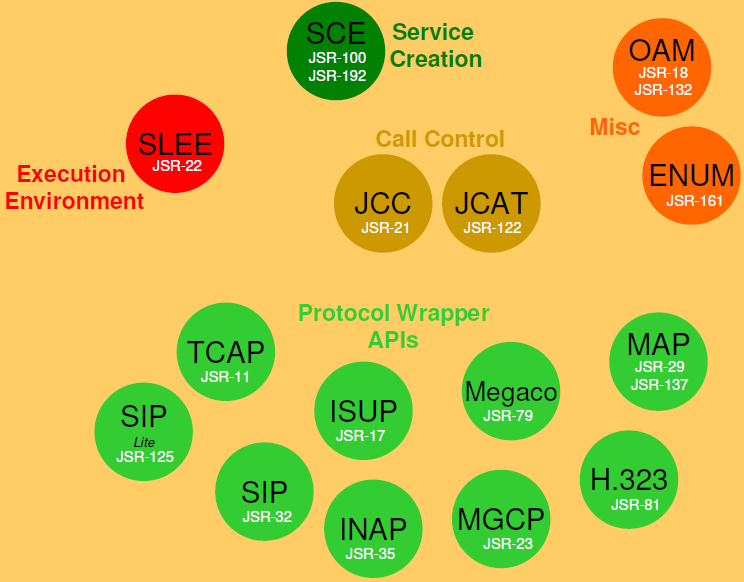 SCE
JSR-100
JSR-192
Service
Creation
OAM
JSR-18
JSR-132
Misc
ENUM
JSR-161
SLEE
JSR-22
Execution
Environment
Call Control
JCC
JSR-21
JCAT
JSR-122
Protocol Wrapper
APIs
TCAP
JSR-11
SIP
Lite
JSR-125
SIP
JSR-32
ISUP
JSR-17
INAP
JSR-35
Megaco
JSR-79
MGCP
JSR-23
MAP
JSR-29
JSR-137
H.323
JSR-81